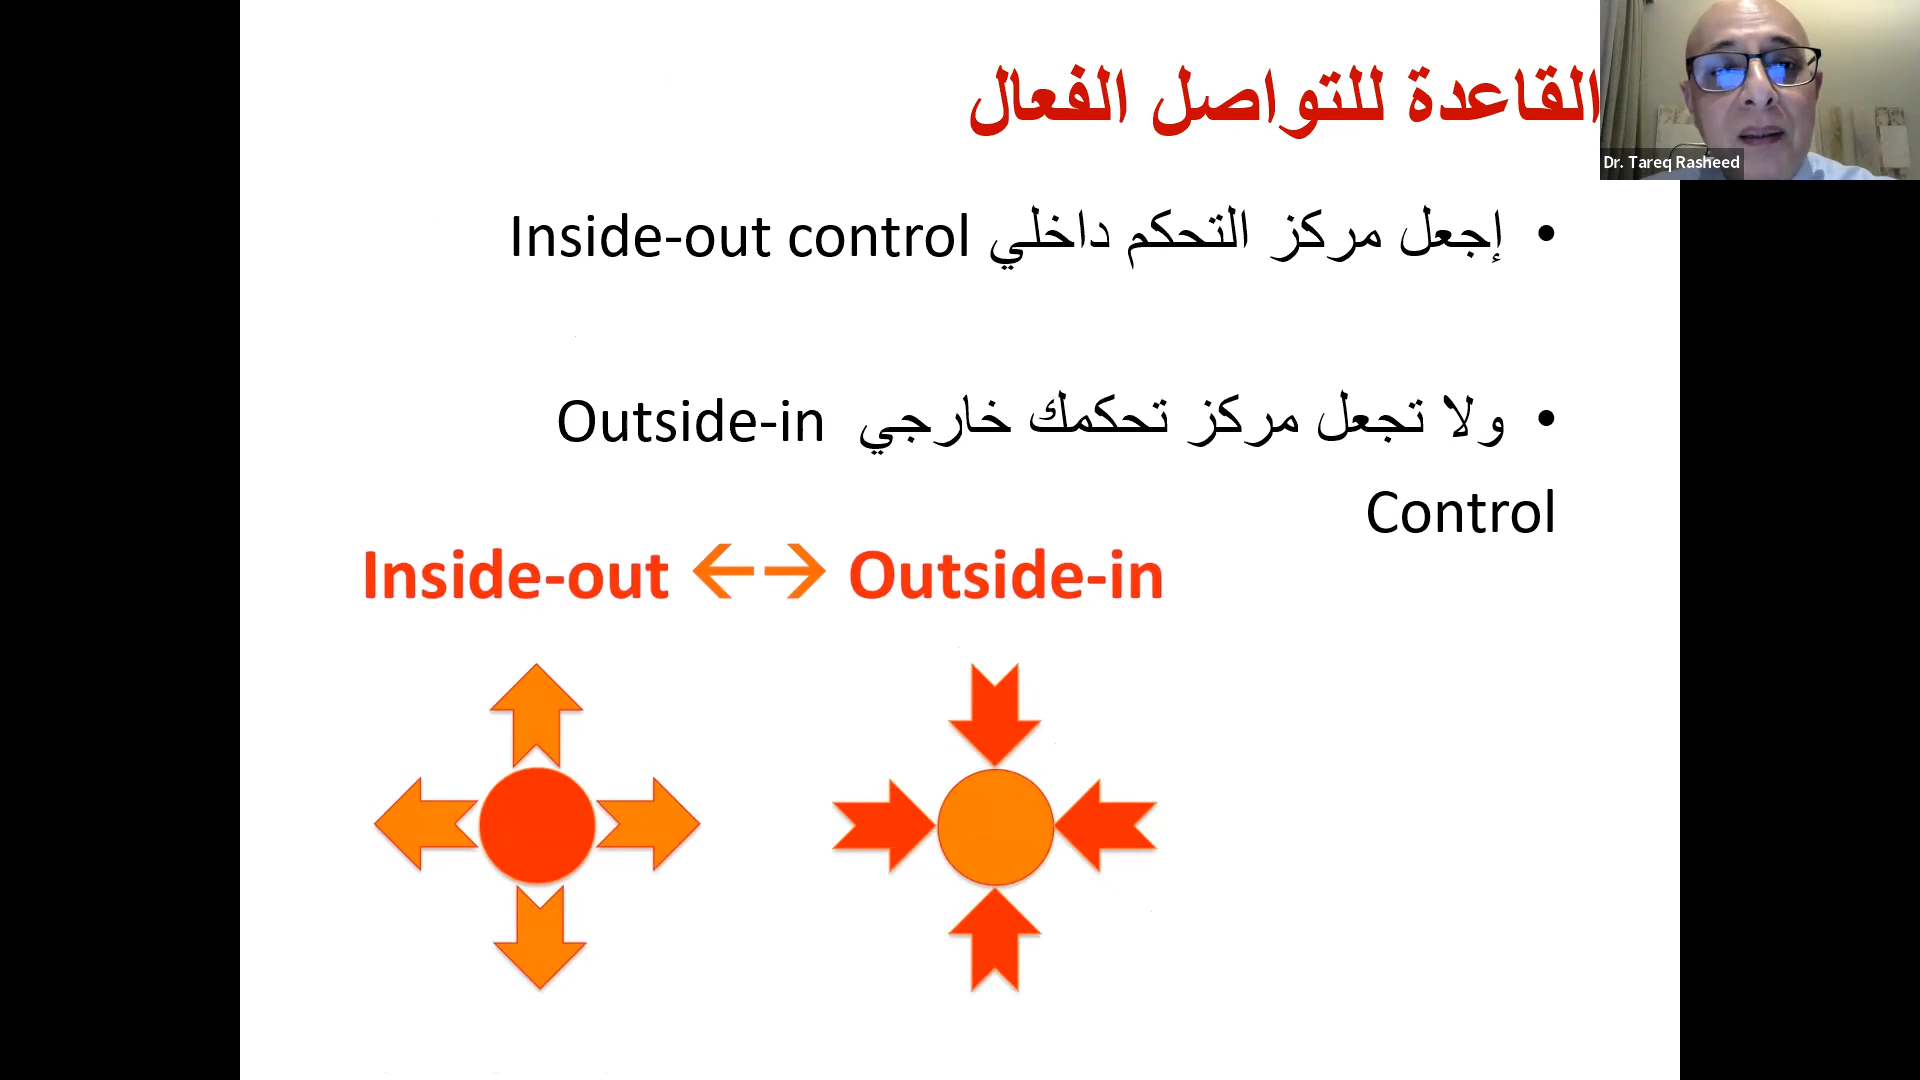 القاعدة للتواصل الفعال
Dr. Tareq Rasheed
• إجعل مركز التحكم داخلي Inside-out control
• ولا تجعل مركز تحكمك خارجي Outside-in
Control
Inside-out ←→ Outside-in